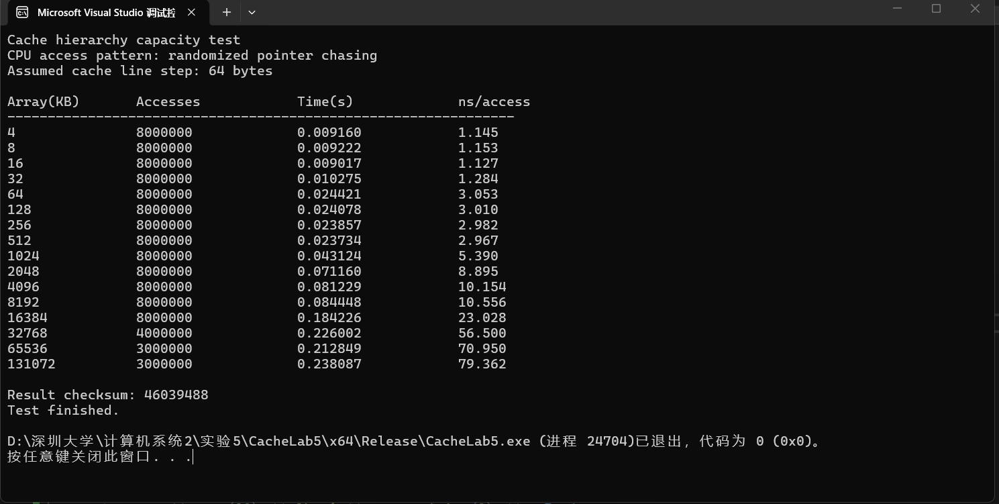 Microsoft Visual Studio 调试控
Cache hierarchy capacity test
CPU access pattern: randomized pointer chasing
Assumed cache line step: 64 bytes
Array(KB) Accesses Time(s) ns/access
---------------------------------------------------------------
4 8000000 0.009160 1.145
8 8000000 0.009222 1.153
16 8000000 0.009017 1.127
32 8000000 0.010275 1.284
64 8000000 0.024421 3.053
128 8000000 0.024078 3.010
256 8000000 0.023857 2.982
512 8000000 0.023734 2.967
1024 8000000 0.043124 5.390
2048 8000000 0.071160 8.895
4096 8000000 0.081229 10.154
8192 8000000 0.084448 10.556
16384 8000000 0.184226 23.028
32768 4000000 0.226002 56.500
65536 3000000 0.212849 70.950
131072 3000000 0.238087 79.362
Result checksum: 46039488
Test finished.
D:\深圳大学\计算机系统2\实验5\CacheLab5\x64\Release\CacheLab5.exe (进程 24704)已退出，代码为 0 (0x0)。
按任意键关闭此窗口. . .